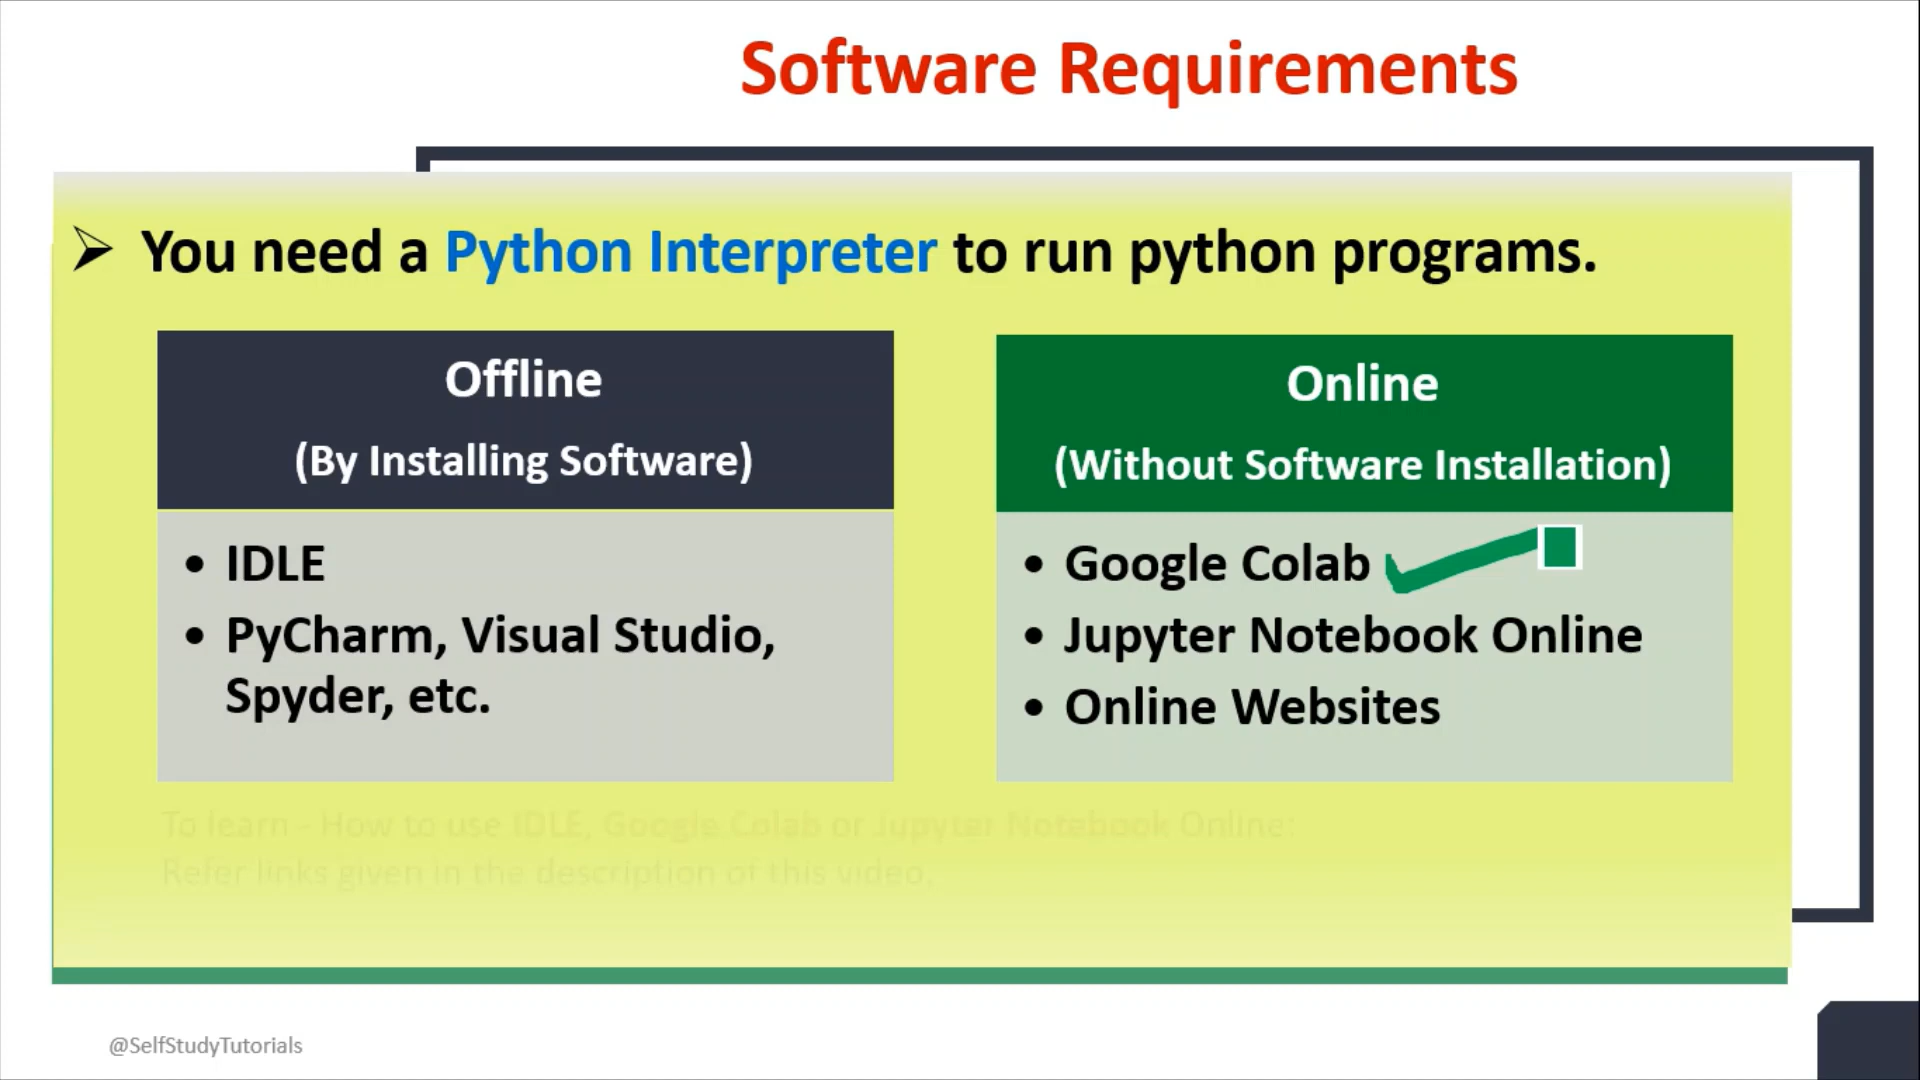 Software Requirements
You need a Python Interpreter to run python programs.
Offline
(By Installing Software)
• IDLE
• PyCharm, Visual Studio,
Spyder, etc.
Online
(Without Software Installation)
• Google Colab
• Jupyter Notebook Online
• Online Websites
To learn - How to use IDLE, Google Colab or Jupyter Notebook Online:
Refer links given in the description of this video.
@SelfStudyTutorials